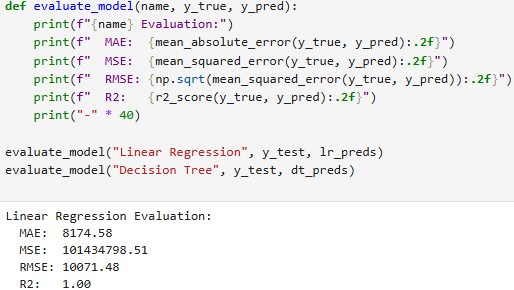 def evaluate_model(name, y_true, y_pred):
    print(f"{name} Evaluation:")
    print(f"  MAE:  {mean_absolute_error(y_true, y_pred):.2f}")
    print(f"  MSE:  {mean_squared_error(y_true, y_pred):.2f}")
    print(f"  RMSE: {np.sqrt(mean_squared_error(y_true, y_pred)):.2f}")
    print(f"  R2:   {r2_score(y_true, y_pred):.2f}")
    print("-" * 40)

evaluate_model("Linear Regression", y_test, lr_preds)
evaluate_model("Decision Tree", y_test, dt_preds)

Linear Regression Evaluation:
  MAE:  8174.58
  MSE:  101434798.51
  RMSE: 10071.48
  R2:   1.00